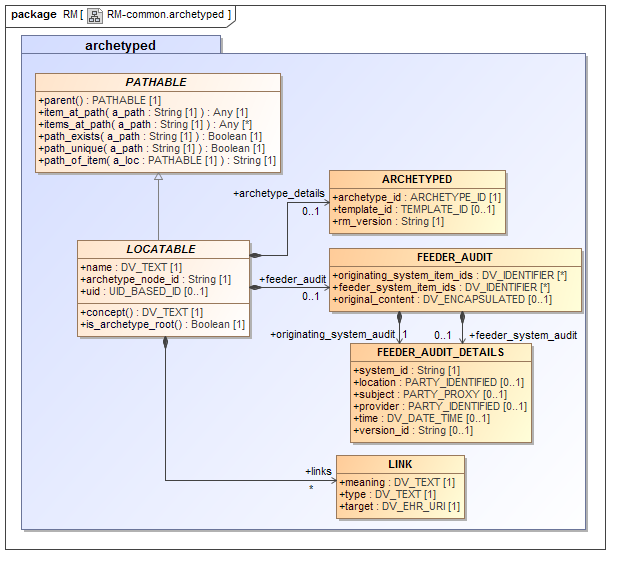 package RM [ RM-common.archetyped ]
archetyped
PATHABLE
+parent() : PATHABLE [1]
+item_at_path( a_path : String [1] ) : Any [1]
+items_at_path( a_path : String [1] ) : Any [*]
+path_exists( a_path : String [1] ) : Boolean [1]
+path_unique( a_path : String [1] ) : Boolean [1]
+path_of_item( a_loc : PATHABLE [1] ) : String [1]
+archetype_details
0..1
ARCHETYPED
+archetype_id : ARCHETYPE_ID [1]
+template_id : TEMPLATE_ID [0..1]
+rm_version : String [1]
LOCATABLE
+name : DV_TEXT [1]
+archetype_node_id : String [1]
+uid : UID_BASED_ID [0..1]
+concept() : DV_TEXT [1]
+is_archetype_root() : Boolean [1]
+feeder_audit
0..1
FEEDER_AUDIT
+originating_system_item_ids : DV_IDENTIFIER [*]
+feeder_system_item_ids : DV_IDENTIFIER [*]
+original_content : DV_ENCAPSULATED [0..1]
+originating_system_audit 1
0..1 +feeder_system_audit
FEEDER_AUDIT_DETAILS
+system_id : String [1]
+location : PARTY_IDENTIFIED [0..1]
+subject : PARTY_PROXY [0..1]
+provider : PARTY_IDENTIFIED [0..1]
+time : DV_DATE_TIME [0..1]
+version_id : String [0..1]
+links
*
LINK
+meaning : DV_TEXT [1]
+type : DV_TEXT [1]
+target : DV_EHR_URI [1]